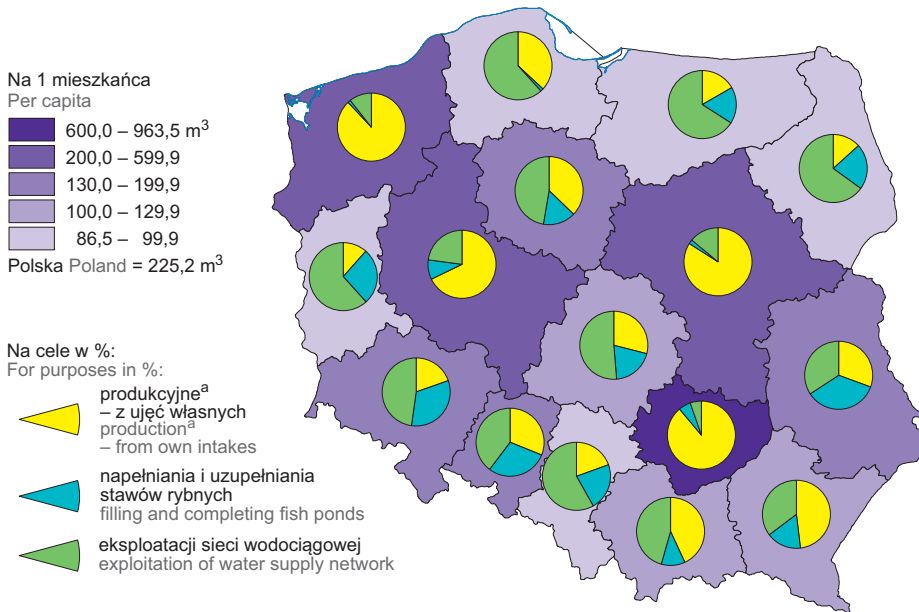 Na 1 mieszkańca
Per capita
600,0 – 963,5 m³
200,0 – 599,9
130,0 – 199,9
100,0 – 129,9
86,5 – 99,9
Polska Poland = 225,2 m³
Na cele w %:
For purposes in %:
produkcyjneᵃ
– z ujęć własnych
productionᵃ
– from own intakes
napełniania i uzupełniania
stawów rybnych
filling and completing fish ponds
eksploatacji sieci wodociągowej
exploitation of water supply network